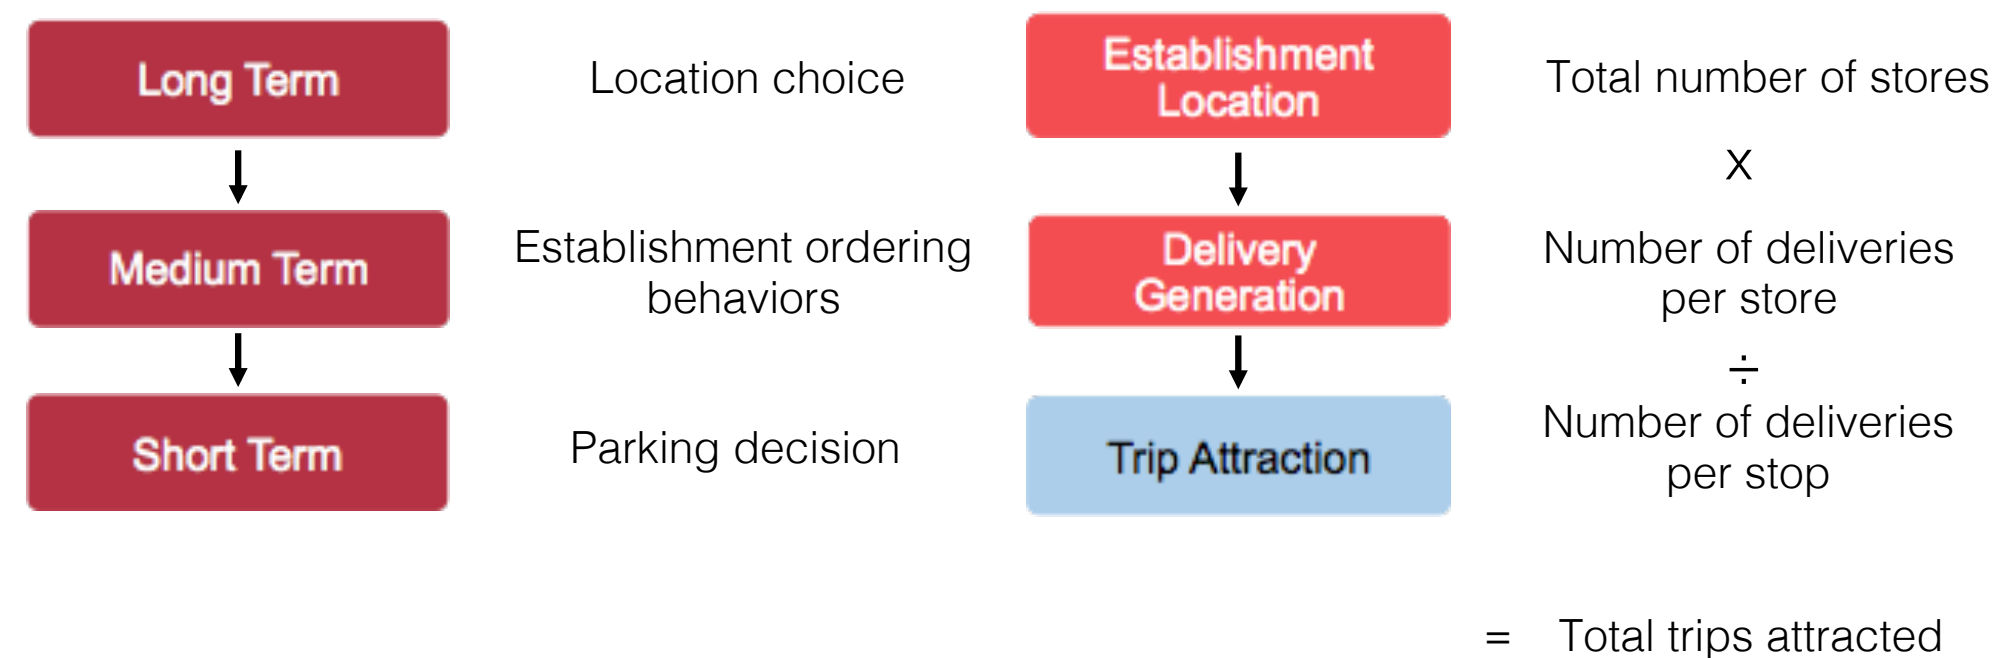 Long Term
Location choice
Establishment
Location
Total number of stores
X
Medium Term
Establishment ordering
behaviors
Delivery
Generation
Number of deliveries
per store
÷
Short Term
Parking decision
Trip Attraction
Number of deliveries
per stop
= Total trips attracted